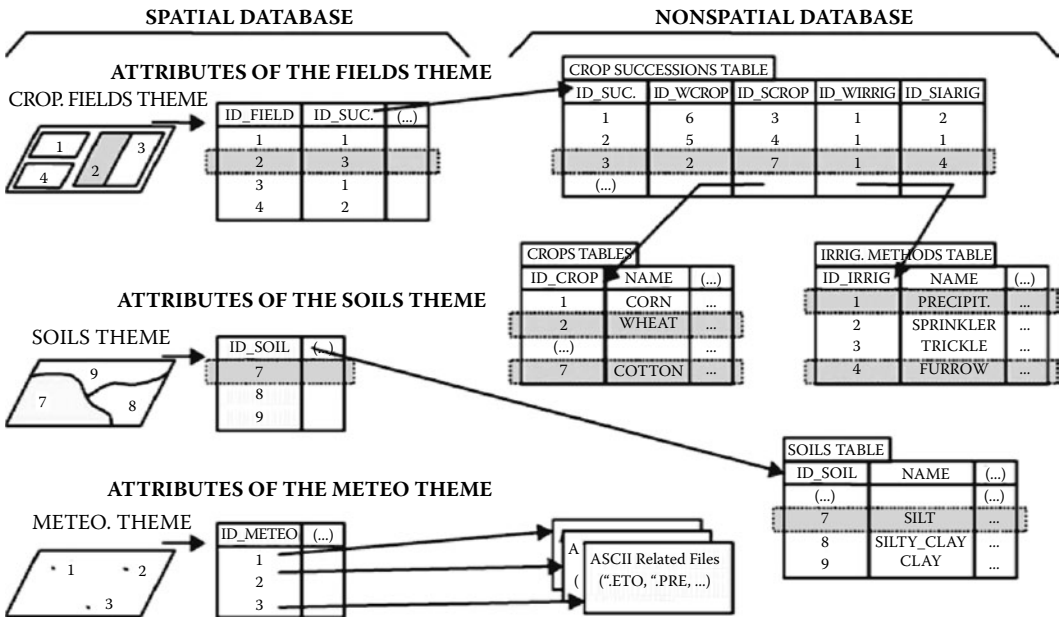 SPATIAL DATABASE
NONSPATIAL DATABASE
ATTRIBUTES OF THE FIELDS THEME
CROP. FIELDS THEME
1
2
3
4
ID_FIELD ID_SUC. (...)
1 1
2 3
3 1
4 2
CROP SUCCESSIONS TABLE
ID_SUC. ID_WCROP ID_SCROP ID_WIRRIG ID_SIARIG
1 6 3 1 2
2 5 4 1 1
3 2 7 1 4
(...)
CROPS TABLES
ID_CROP NAME (...)
1 CORN ...
2 WHEAT ...
(...) ...
7 COTTON ...
IRRIG. METHODS TABLE
ID_IRRIG NAME (...)
1 PRECIPIT. ...
2 SPRINKLER ...
3 TRICKLE ...
4 FURROW ...
ATTRIBUTES OF THE SOILS THEME
SOILS THEME
9
7
8
ID_SOIL (...)
7
8
9
SOILS TABLE
ID_SOIL NAME (...)
(...) (...)
7 SILT ...
8 SILTY_CLAY ...
9 CLAY ...
ATTRIBUTES OF THE METEO THEME
METEO. THEME
1
2
3
ID_METEO (...)
1
2
3
A
(
ASCII Related Files
(“.ETO, “.PRE, ...)